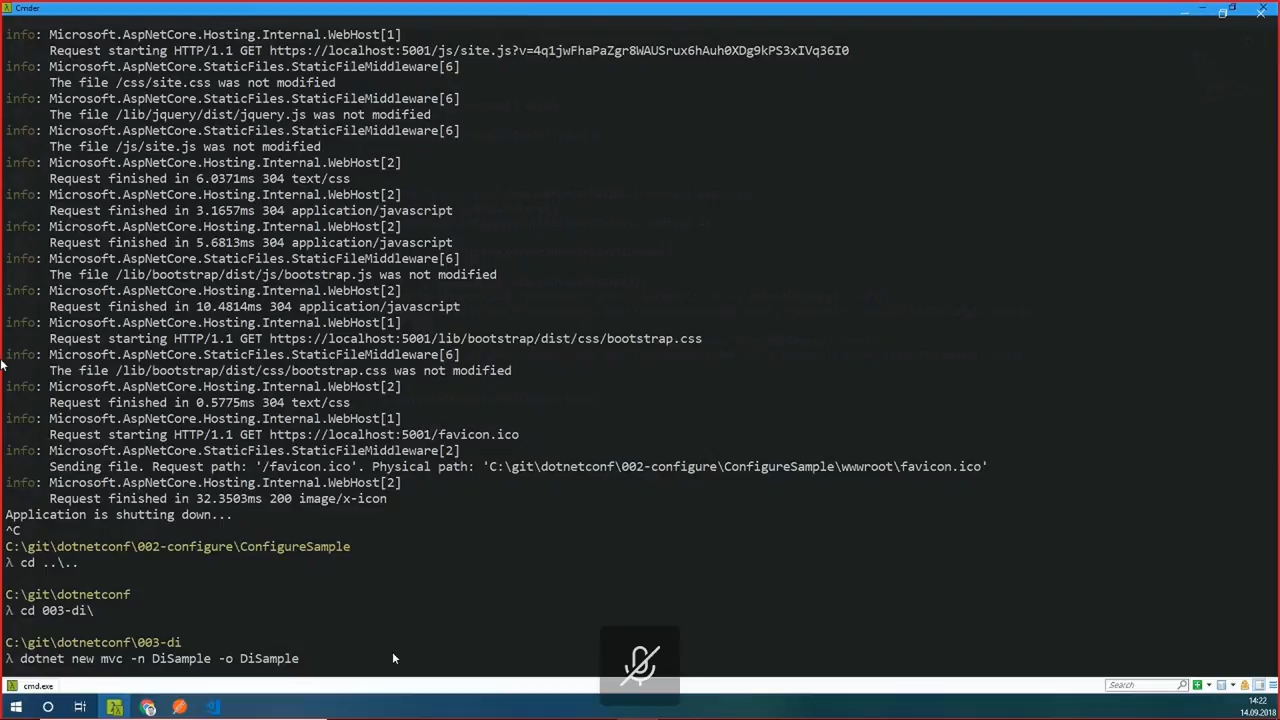 Cmder
info: Microsoft.AspNetCore.Hosting.Internal.WebHost[1]
Request starting HTTP/1.1 GET https://localhost:5001/js/site.js?v=4q1jwFhaPaZgr8WAUSrux6hAuh0XDg9kPS3xIVq36I0
info: Microsoft.AspNetCore.StaticFiles.StaticFileMiddleware[6]
The file /css/site.css was not modified
info: Microsoft.AspNetCore.StaticFiles.StaticFileMiddleware[6]
The file /lib/jquery/dist/jquery.js was not modified
info: Microsoft.AspNetCore.StaticFiles.StaticFileMiddleware[6]
The file /js/site.js was not modified
info: Microsoft.AspNetCore.Hosting.Internal.WebHost[2]
Request finished in 6.0371ms 304 text/css
info: Microsoft.AspNetCore.Hosting.Internal.WebHost[2]
Request finished in 3.1657ms 304 application/javascript
info: Microsoft.AspNetCore.Hosting.Internal.WebHost[2]
Request finished in 5.6813ms 304 application/javascript
info: Microsoft.AspNetCore.StaticFiles.StaticFileMiddleware[6]
The file /lib/bootstrap/dist/js/bootstrap.js was not modified
info: Microsoft.AspNetCore.Hosting.Internal.WebHost[2]
Request finished in 10.4814ms 304 application/javascript
info: Microsoft.AspNetCore.Hosting.Internal.WebHost[1]
Request starting HTTP/1.1 GET https://localhost:5001/lib/bootstrap/dist/css/bootstrap.css
info: Microsoft.AspNetCore.StaticFiles.StaticFileMiddleware[6]
The file /lib/bootstrap/dist/css/bootstrap.css was not modified
info: Microsoft.AspNetCore.Hosting.Internal.WebHost[2]
Request finished in 0.5775ms 304 text/css
info: Microsoft.AspNetCore.Hosting.Internal.WebHost[1]
Request starting HTTP/1.1 GET https://localhost:5001/favicon.ico
info: Microsoft.AspNetCore.StaticFiles.StaticFileMiddleware[2]
Sending file. Request path: '/favicon.ico'. Physical path: 'C:\git\dotnetconf\002-configure\ConfigureSample\wwwroot\favicon.ico'
info: Microsoft.AspNetCore.Hosting.Internal.WebHost[2]
Request finished in 32.3503ms 200 image/x-icon
Application is shutting down...
^C
C:\git\dotnetconf\002-configure\ConfigureSample
λ cd ..\..
C:\git\dotnetconf
λ cd 003-di\
C:\git\dotnetconf\003-di
λ dotnet new mvc -n DiSample -o DiSample
cmd.exe
Search
14:22
14.09.2018